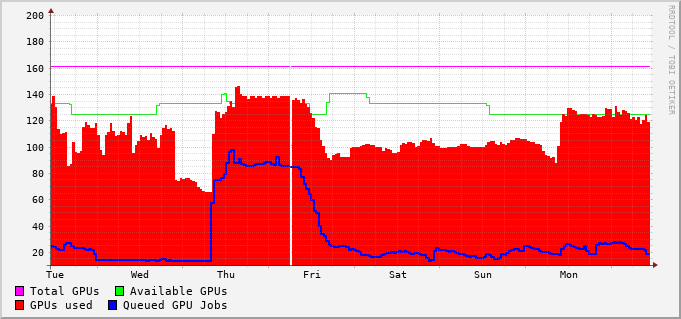 200
180
160
140
120
100
80
60
40
20
Tue Wed Thu Fri Sat Sun Mon
Total GPUs Available GPUs
GPUs used Queued GPU Jobs
RRDTOOL / TOBI OETIKER